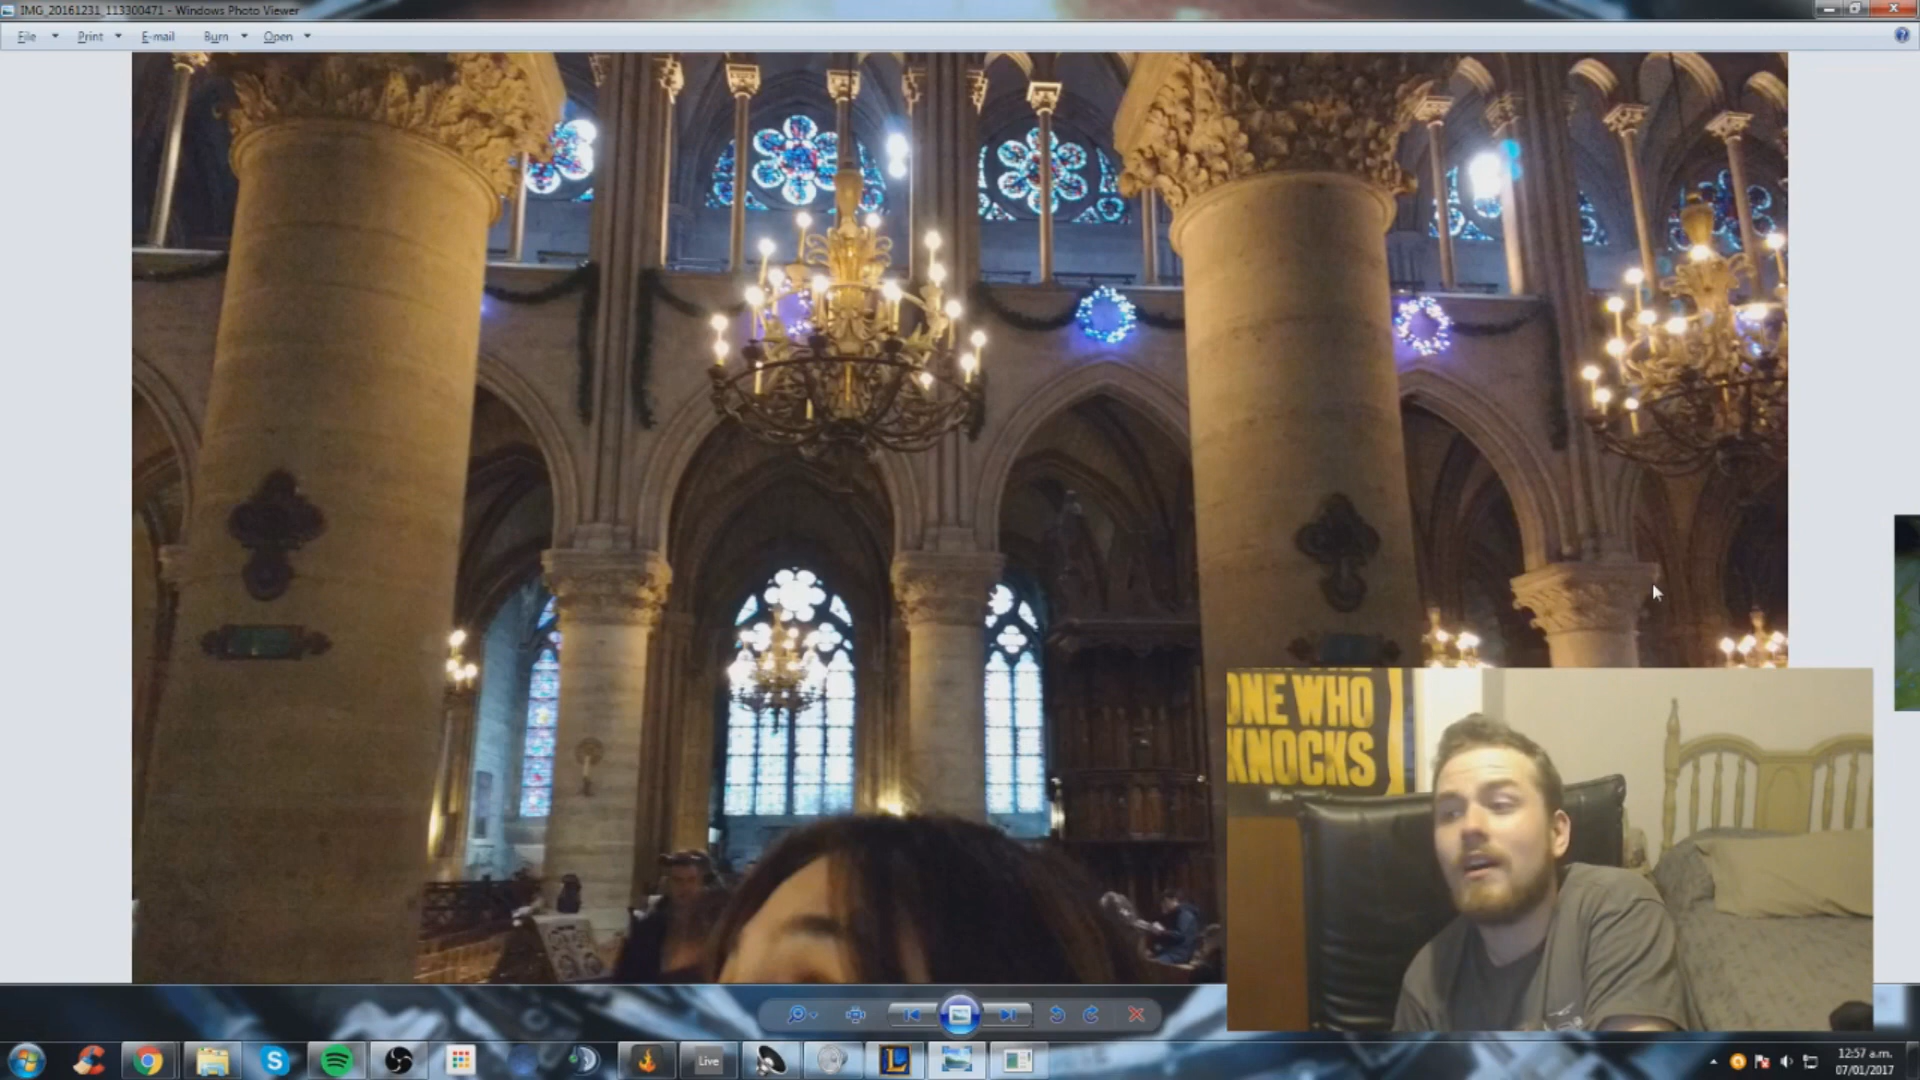 IMG_20161231_113300471 - Windows Photo Viewer
File Print E-mail Burn Open
ONE WHO
KNOCKS
Live
12:57 a.m.
07/01/2017